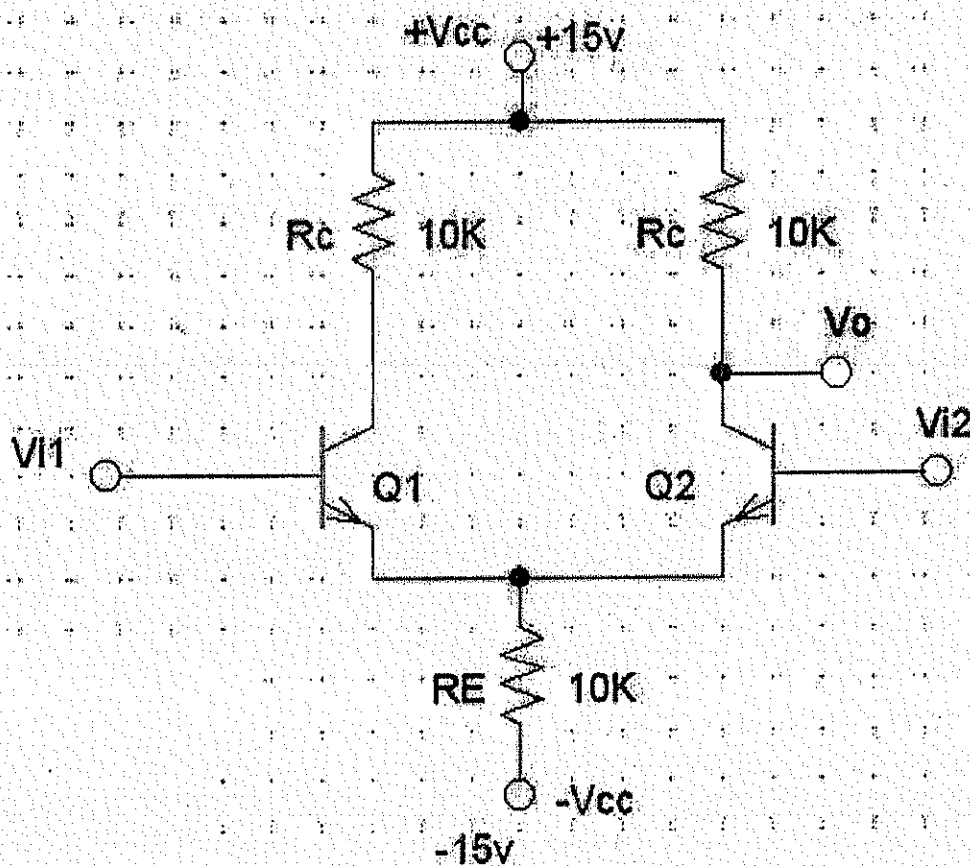 +Vcc +15v
Rc 10K Rc 10K
Vo
VI1 Vi2
Q1 Q2
RE 10K
-Vcc
-15v